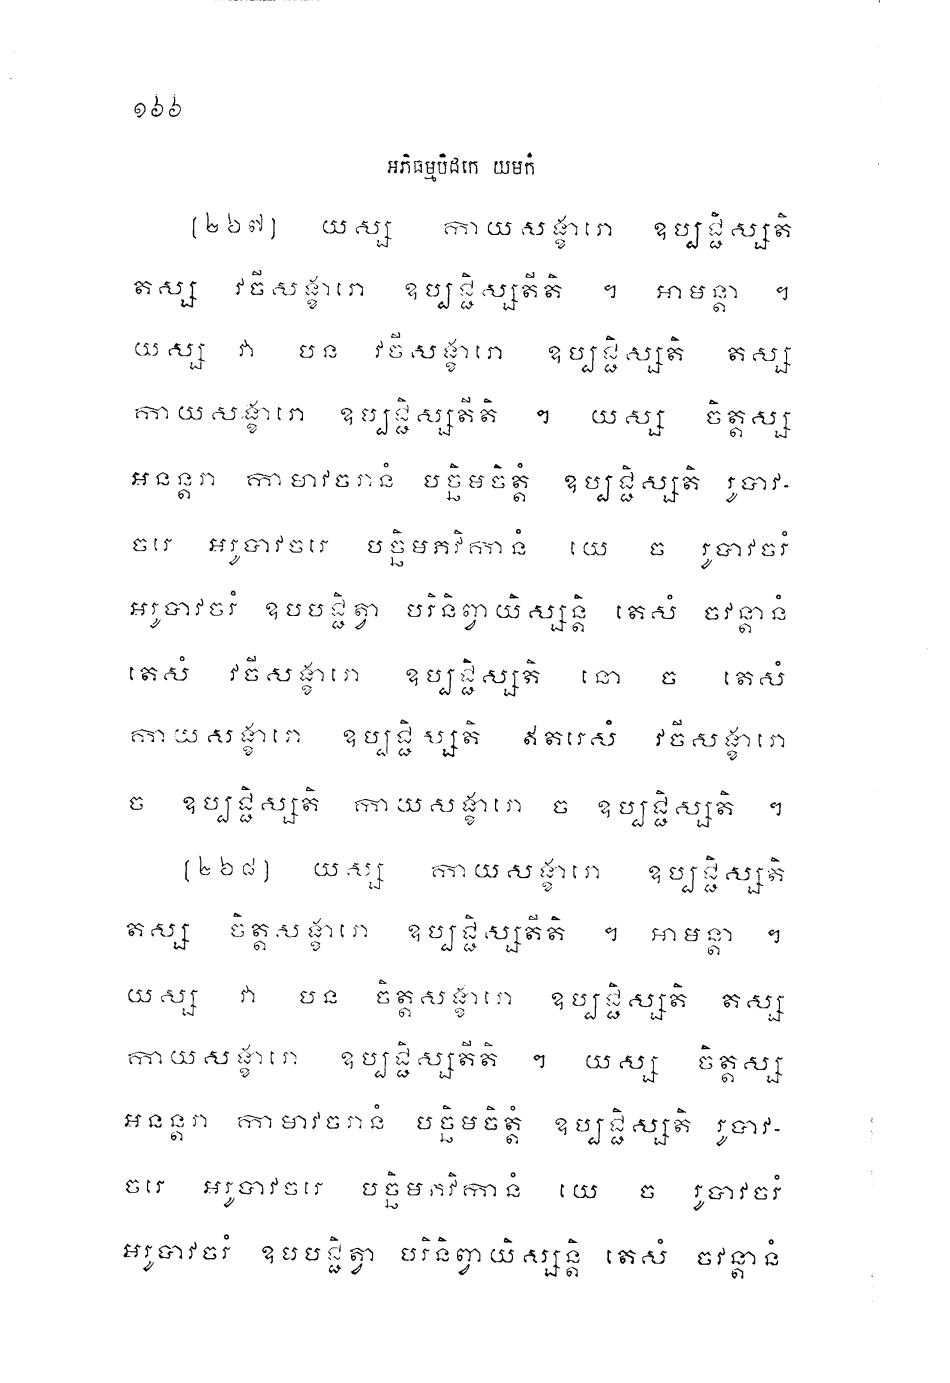 ១៦៦
អភិធម្មបិដកេ យមកំ
[២៦៧] យស្ស កាយសង្ខារោ ឧប្បជ្ជិស្សតិ
តស្ស វចីសង្ខារោ ឧប្បជ្ជិស្សតីតិ ។ អាមន្តា ។
យស្ស វា បន វចីសង្ខារោ ឧប្បជ្ជិស្សតិ តស្ស
កាយសង្ខារោ ឧប្បជ្ជិស្សតីតិ ។ យស្ស ចិត្តស្ស
អនន្តរា កាមាវចរានំ បច្ឆិមចិត្តំ ឧប្បជ្ជិស្សតិ រូបាវ-
ចរេ អរូបាវចរេ បច្ឆិមភវិកានំ យេ ច រូបាវចរំ
អរូបាវចរំ ឧបបជ្ជិត្វា បរិនិព្វាយិស្សន្តិ តេសំ ចវន្តានំ
តេសំ វចីសង្ខារោ ឧប្បជ្ជិស្សតិ នោ ច តេសំ
កាយសង្ខារោ ឧប្បជ្ជិស្សតិ ឥតរេសំ វចីសង្ខារោ
ច ឧប្បជ្ជិស្សតិ កាយសង្ខារោ ច ឧប្បជ្ជិស្សតិ ។
[២៦៨] យស្ស កាយសង្ខារោ ឧប្បជ្ជិស្សតិ
តស្ស ចិត្តសង្ខារោ ឧប្បជ្ជិស្សតីតិ ។ អាមន្តា ។
យស្ស វា បន ចិត្តសង្ខារោ ឧប្បជ្ជិស្សតិ តស្ស
កាយសង្ខារោ ឧប្បជ្ជិស្សតីតិ ។ យស្ស ចិត្តស្ស
អនន្តរា កាមាវចរានំ បច្ឆិមចិត្តំ ឧប្បជ្ជិស្សតិ រូបាវ-
ចរេ អរូបាវចរេ បច្ឆិមភវិកានំ យេ ច រូបាវចរំ
អរូបាវចរំ ឧបបជ្ជិត្វា បរិនិព្វាយិស្សន្តិ តេសំ ចវន្តានំ